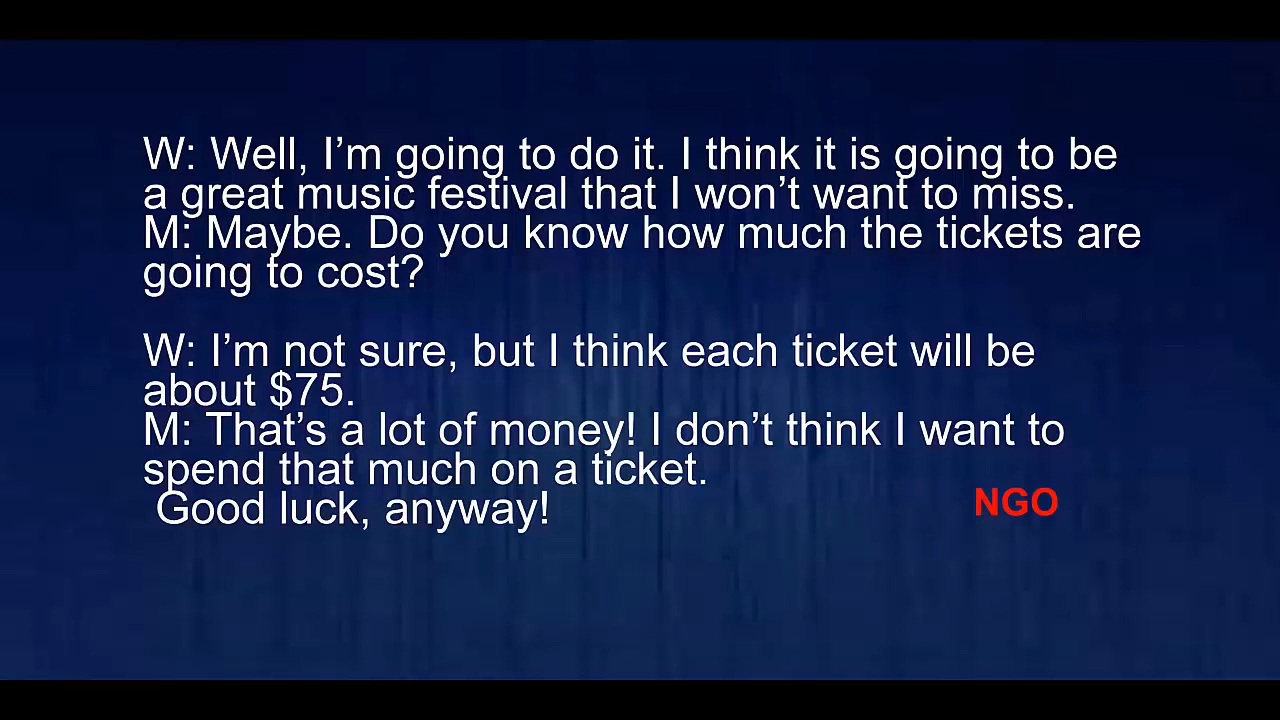 W: Well, I’m going to do it. I think it is going to be
a great music festival that I won’t want to miss.
M: Maybe. Do you know how much the tickets are
going to cost?
W: I’m not sure, but I think each ticket will be
about $75.
M: That’s a lot of money! I don’t think I want to
spend that much on a ticket.
Good luck, anyway!
NGO